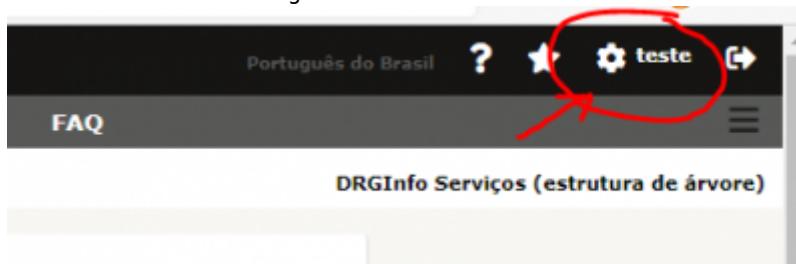 Português do Brasil ? teste
FAQ
DRGInfo Serviços (estrutura de árvore)